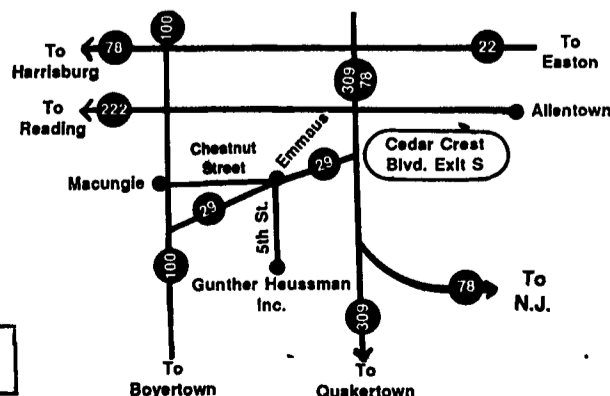 100
To
Harrisburg
78
22
To
Easton
309
78
To
Reading
222
Allentown
Chestnut
Street
Emmaus
29
Cedar Crest
Blvd. Exit S
Macungie
29
5th St.
100
Gunther Heussman
Inc.
78
To
N.J.
309
To
Boyertown
To
Quakertown